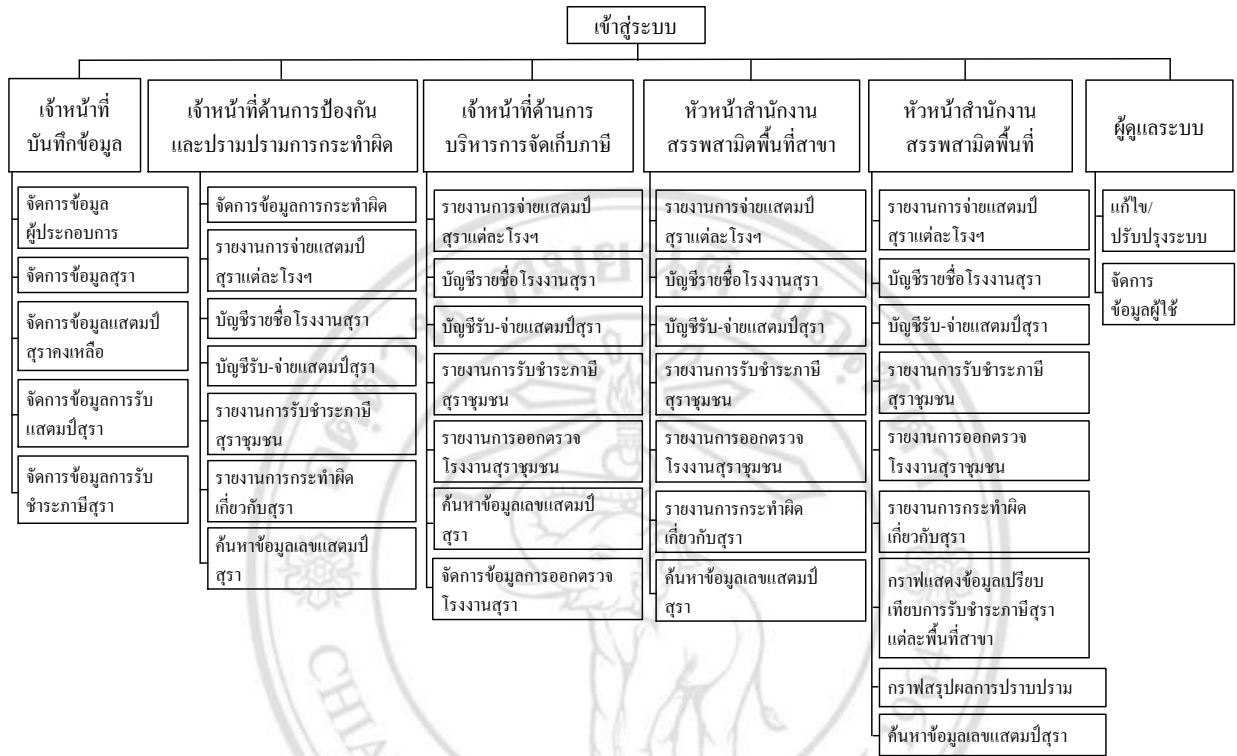 เข้าสู่ระบบ
เจ้าหน้าที่
บันทึกข้อมูล
จัดการข้อมูล
ผู้ประกอบการ
จัดการข้อมูลสุรา
จัดการข้อมูลแสตมป์
สุราคงเหลือ
จัดการข้อมูลการรับ
แสตมป์สุรา
จัดการข้อมูลการรับ
ชำระภาษีสุรา
เจ้าหน้าที่ด้านการป้องกัน
และปรามปรามการกระทำผิด
จัดการข้อมูลการกระทำผิด
รายงานการจ่ายแสตมป์
สุราแต่ละโรงฯ
บัญชีรายชื่อโรงงานสุรา
บัญชีรับ-จ่ายแสตมป์สุรา
รายงานการรับชำระภาษี
สุราชุมชน
รายงานการกระทำผิด
เกี่ยวกับสุรา
ค้นหาข้อมูลเลขแสตมป์
สุรา
เจ้าหน้าที่ด้านการ
บริหารการจัดเก็บภาษี
รายงานการจ่ายแสตมป์
สุราแต่ละโรงฯ
บัญชีรายชื่อโรงงานสุรา
บัญชีรับ-จ่ายแสตมป์สุรา
รายงานการรับชำระภาษี
สุราชุมชน
รายงานการออกตรวจ
โรงงานสุราชุมชน
ค้นหาข้อมูลเลขแสตมป์
สุรา
จัดการข้อมูลการออกตรวจ
โรงงานสุรา
หัวหน้าสำนักงาน
สรรพสามิตพื้นที่สาขา
รายงานการจ่ายแสตมป์
สุราแต่ละโรงฯ
บัญชีรายชื่อโรงงานสุรา
บัญชีรับ-จ่ายแสตมป์สุรา
รายงานการรับชำระภาษี
สุราชุมชน
รายงานการออกตรวจ
โรงงานสุราชุมชน
รายงานการกระทำผิด
เกี่ยวกับสุรา
ค้นหาข้อมูลเลขแสตมป์
สุรา
หัวหน้าสำนักงาน
สรรพสามิตพื้นที่
รายงานการจ่ายแสตมป์
สุราแต่ละโรงฯ
บัญชีรายชื่อโรงงานสุรา
บัญชีรับ-จ่ายแสตมป์สุรา
รายงานการรับชำระภาษี
สุราชุมชน
รายงานการออกตรวจ
โรงงานสุราชุมชน
รายงานการกระทำผิด
เกี่ยวกับสุรา
กราฟแสดงข้อมูลเปรียบ
เทียบการรับชำระภาษีสุรา
แต่ละพื้นที่สาขา
กราฟสรุปผลการปราบปราม
ค้นหาข้อมูลเลขแสตมป์สุรา
ผู้ดูแลระบบ
แก้ไข/
ปรับปรุงระบบ
จัดการ
ข้อมูลผู้ใช้